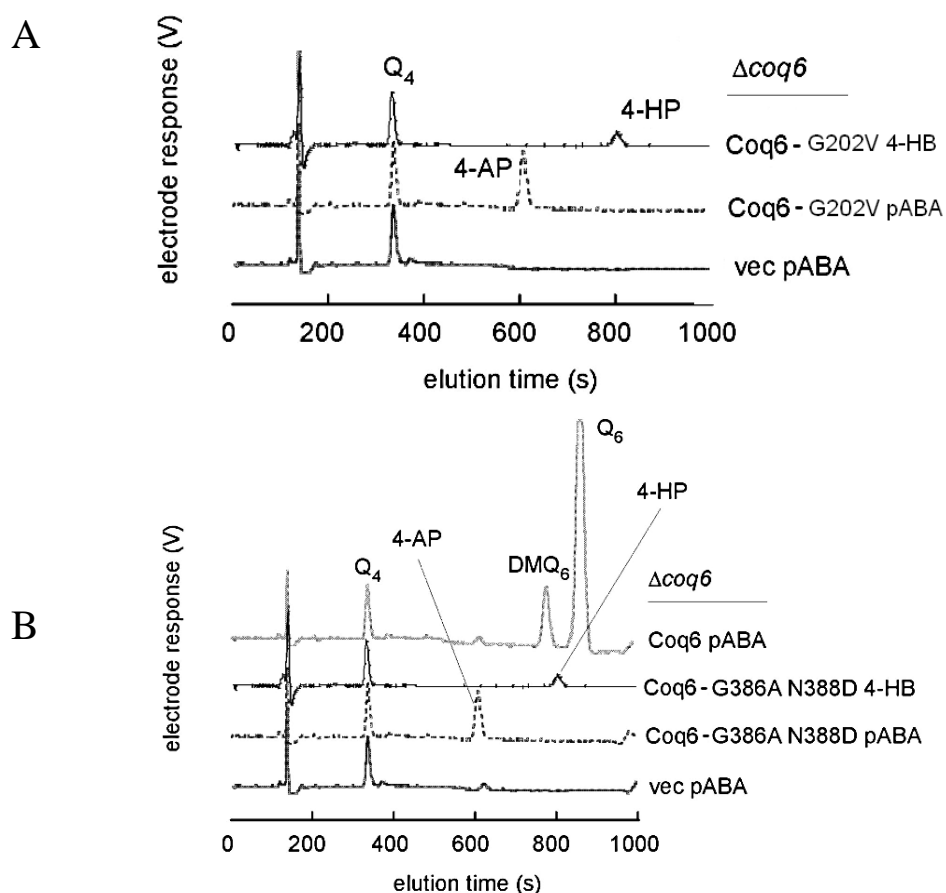 A
electrode response (V)
Q4
4-HP
4-AP
Δcoq6
Coq6 - G202V 4-HB
Coq6 - G202V pABA
vec pABA
0 200 400 600 800 1000
elution time (s)
B
electrode response (V)
Q6
4-HP
4-AP
DMQ6
Q4
Δcoq6
Coq6 pABA
Coq6 - G386A N388D 4-HB
Coq6 - G386A N388D pABA
vec pABA
0 200 400 600 800 1000
elution time (s)